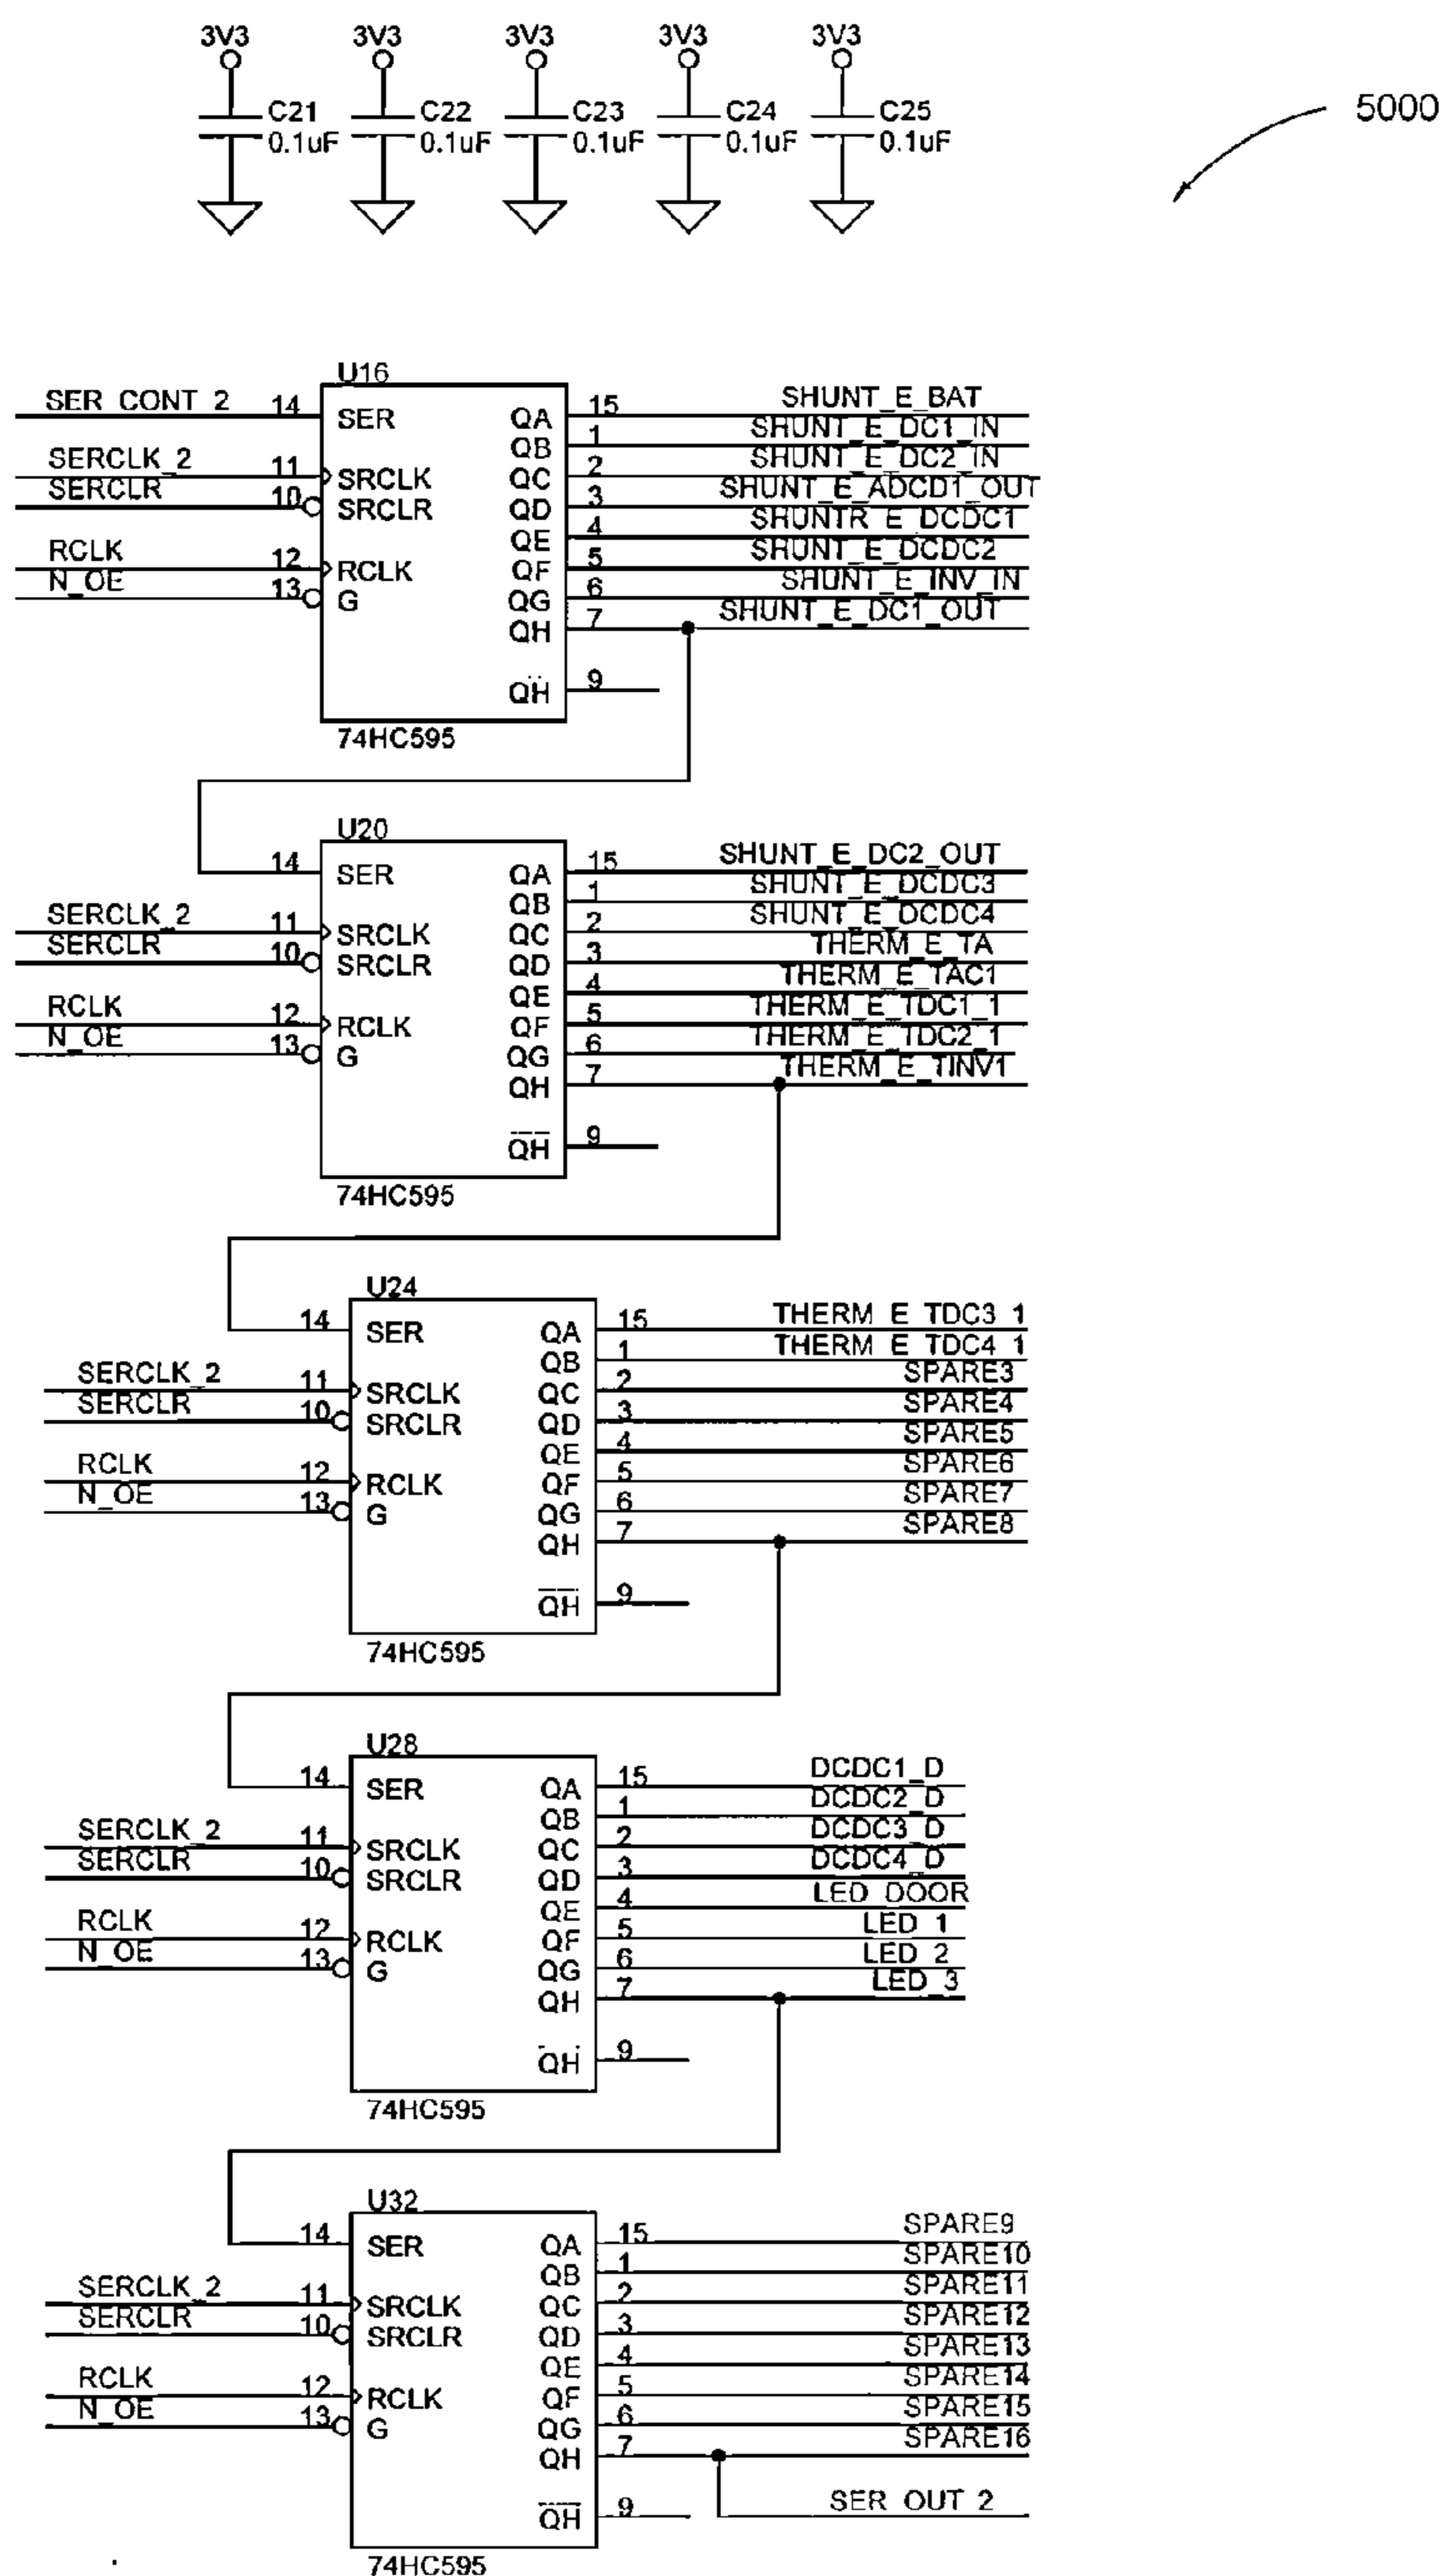 3V3 3V3 3V3 3V3 3V3
C21 C22 C23 C24 C25
0.1uF 0.1uF 0.1uF 0.1uF 0.1uF
5000
U16
SER_CONT_2 14 SER QA 15 SHUNT_E_BAT
QB 1 SHUNT_E_DC1_IN
SERCLK_2 11 SRCLK QC 2 SHUNT_E_DC2_IN
SERCLR 10 SRCLR QD 3 SHUNT_E_ADCD1_OUT
QE 4 SHUNTR_E_DCDC1
RCLK 12 RCLK QF 5 SHUNT_E_DCDC2
N_OE 13 G QG 6 SHUNT_E_INV_IN
QH 7 SHUNT_E_DC1_OUT
QH 9
74HC595
U20
14 SER QA 15 SHUNT_E_DC2_OUT
QB 1 SHUNT_E_DCDC3
SERCLK_2 11 SRCLK QC 2 SHUNT_E_DCDC4
SERCLR 10 SRCLR QD 3 THERM_E_TA
QE 4 THERM_E_TAC1
RCLK 12 RCLK QF 5 THERM_E_TDC1_1
N_OE 13 G QG 6 THERM_E_TDC2_1
QH 7 THERM_E_TINV1
QH 9
74HC595
U24
14 SER QA 15 THERM_E_TDC3_1
QB 1 THERM_E_TDC4_1
SERCLK_2 11 SRCLK QC 2 SPARE3
SERCLR 10 SRCLR QD 3 SPARE4
QE 4 SPARE5
RCLK 12 RCLK QF 5 SPARE6
N_OE 13 G QG 6 SPARE7
QH 7 SPARE8
QH 9
74HC595
U28
14 SER QA 15 DCDC1_D
QB 1 DCDC2_D
SERCLK_2 11 SRCLK QC 2 DCDC3_D
SERCLR 10 SRCLR QD 3 DCDC4_D
QE 4 LED_DOOR
RCLK 12 RCLK QF 5 LED_1
N_OE 13 G QG 6 LED_2
QH 7 LED_3
QH 9
74HC595
U32
14 SER QA 15 SPARE9
QB 1 SPARE10
SERCLK_2 11 SRCLK QC 2 SPARE11
SERCLR 10 SRCLR QD 3 SPARE12
QE 4 SPARE13
RCLK 12 RCLK QF 5 SPARE14
N_OE 13 G QG 6 SPARE15
QH 7 SPARE16
QH 9 SER_OUT_2
74HC595